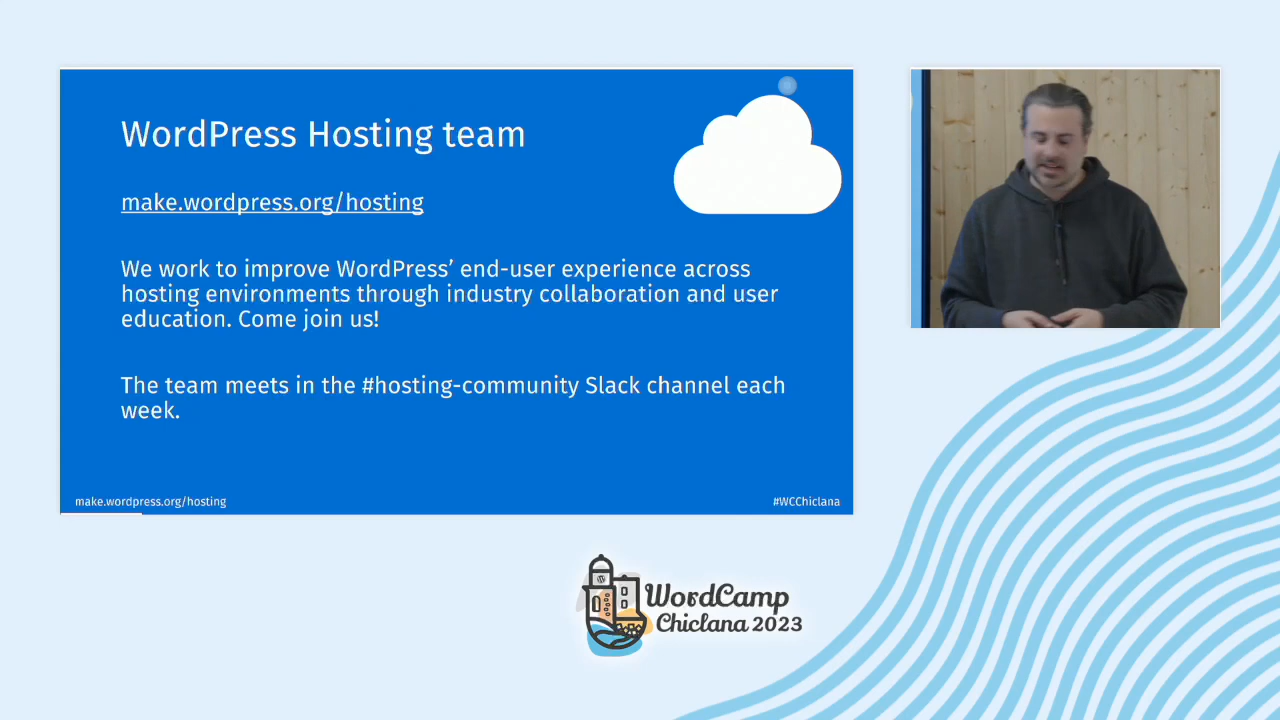 WordPress Hosting team
make.wordpress.org/hosting
We work to improve WordPress’ end-user experience across
hosting environments through industry collaboration and user
education. Come join us!
The team meets in the #hosting-community Slack channel each
week.
make.wordpress.org/hosting
#WCChiclana
WordCamp
Chiclana 2023